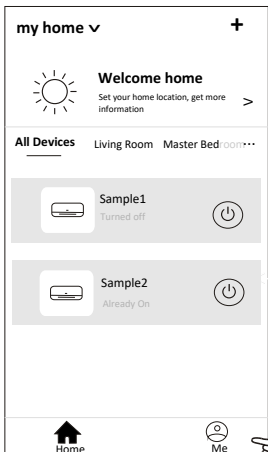 my home
Welcome home
Set your home location, get more
information
All Devices Living Room Master Bedroom...
Sample1
Turned off
Sample2
Already On
Home
Me